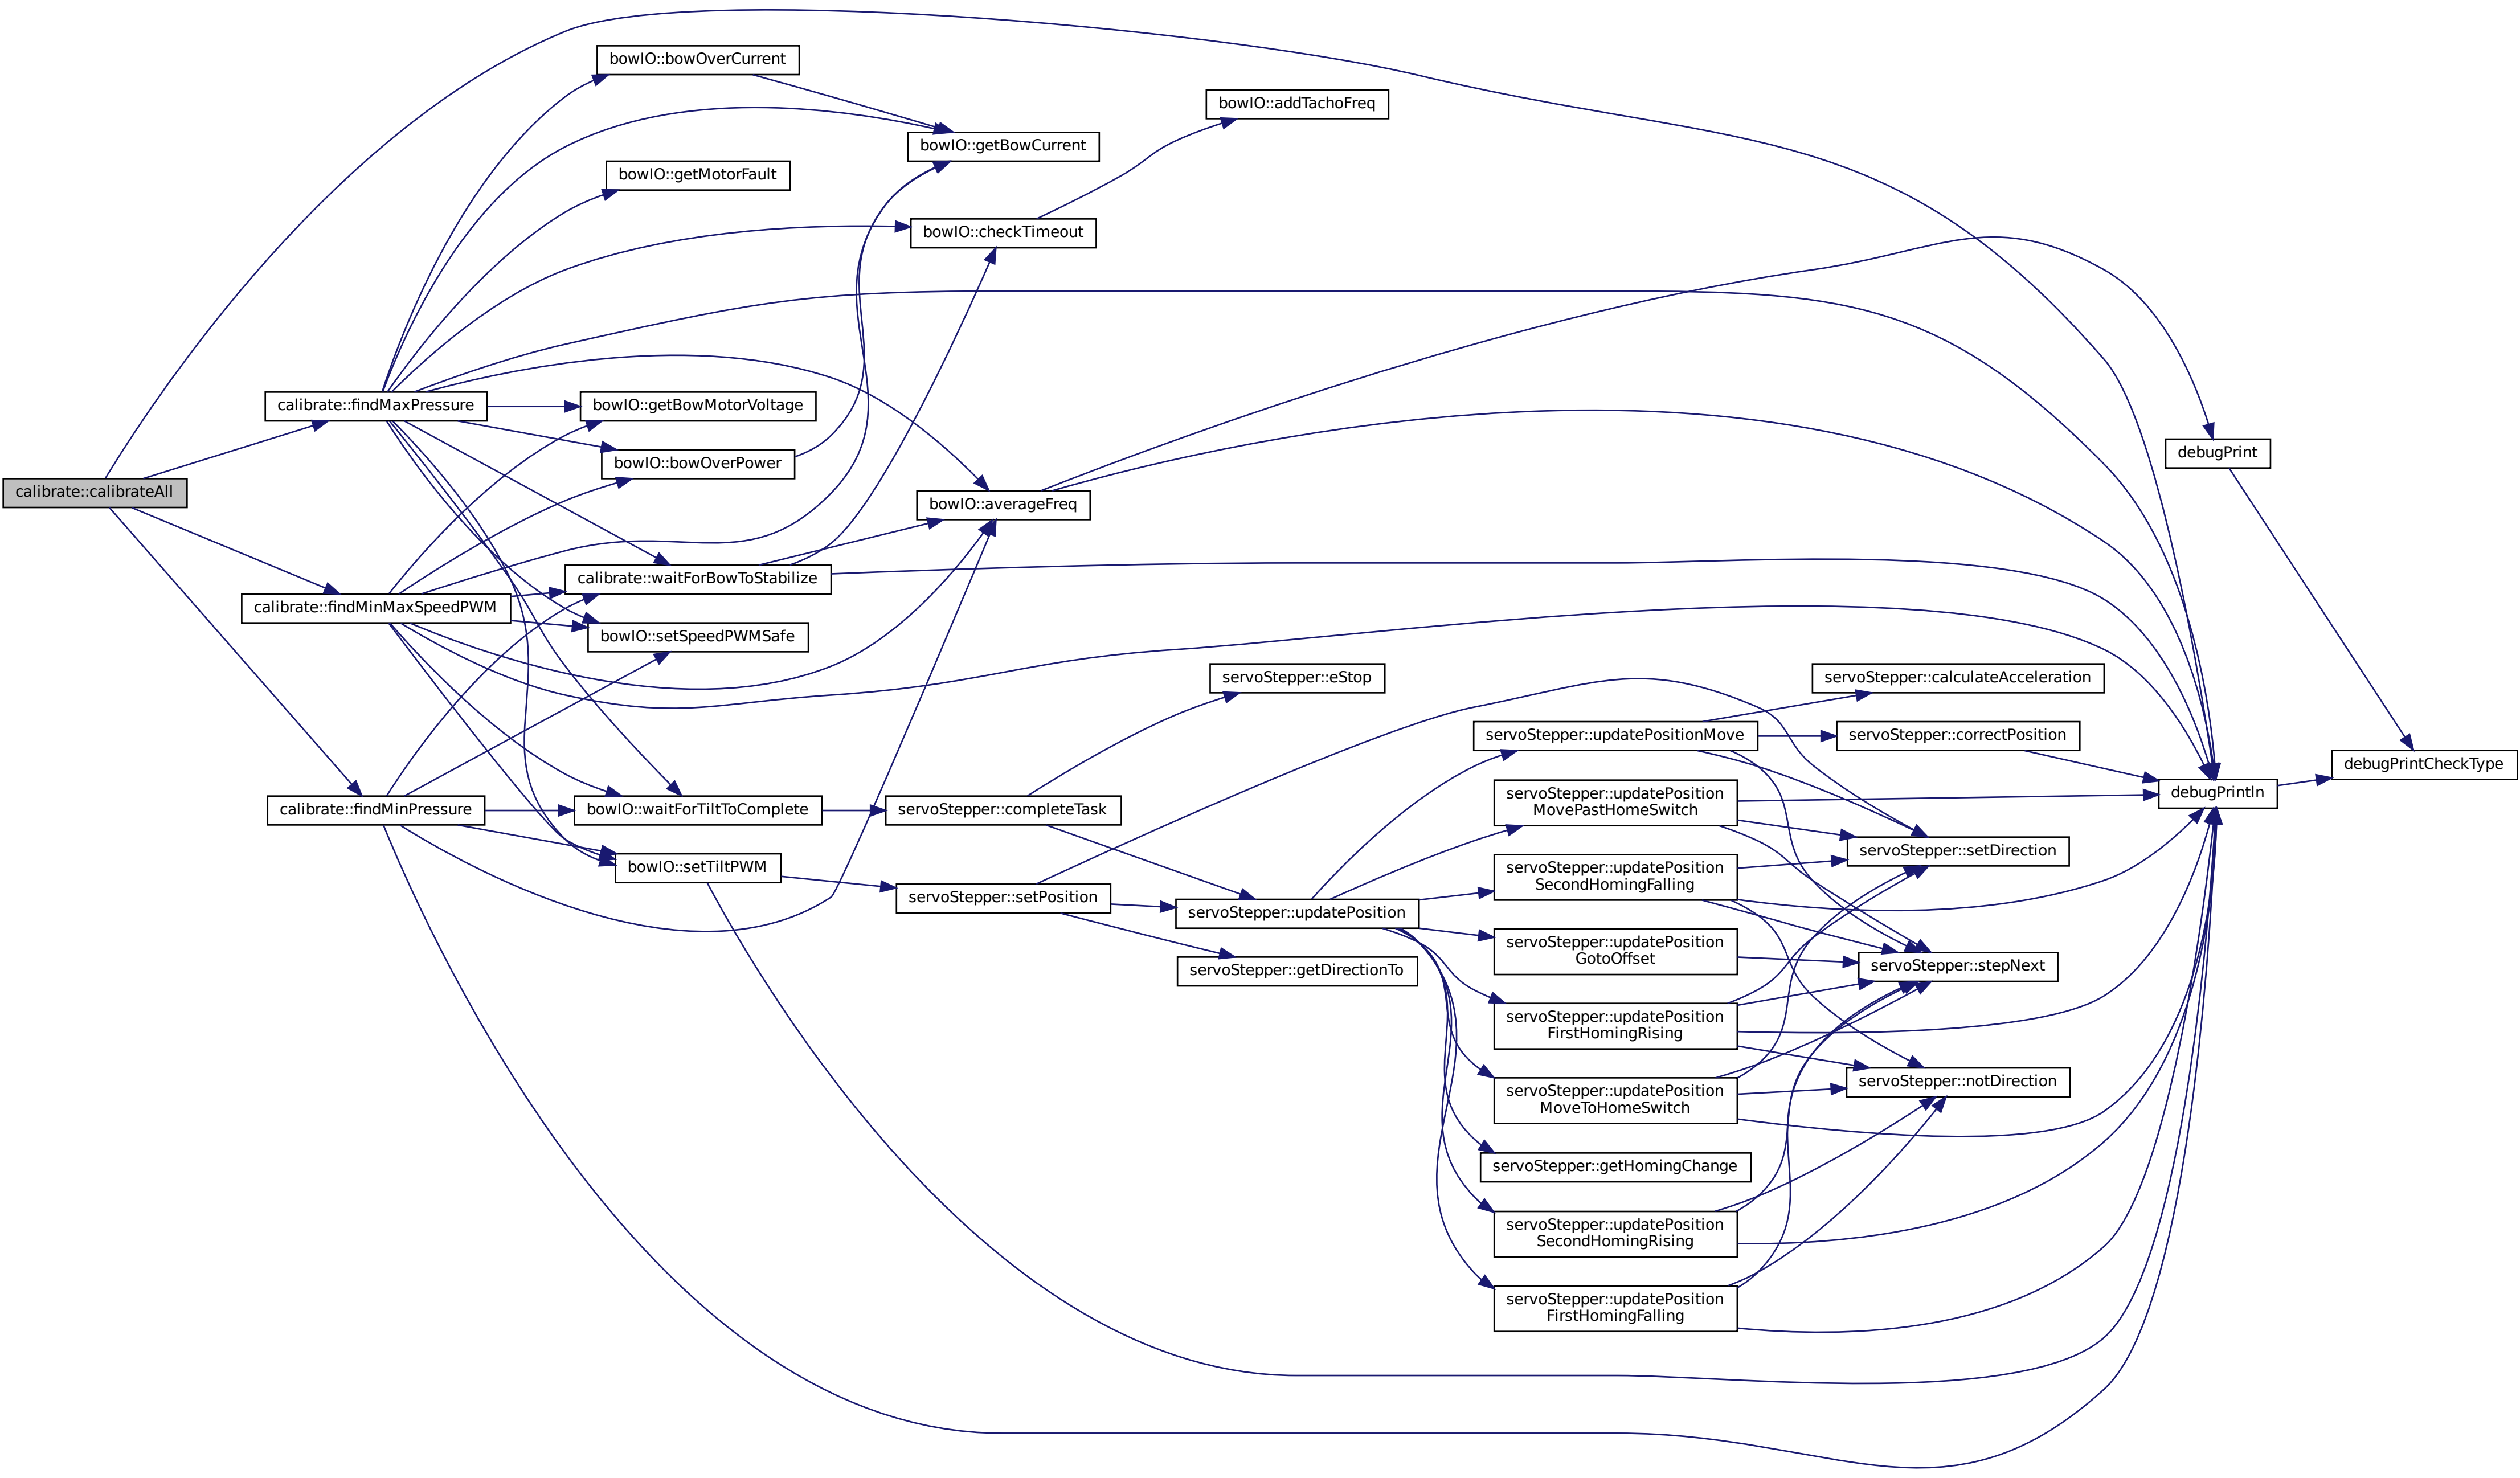 calibrate::calibrateAll
calibrate::findMaxPressure
calibrate::findMinMaxSpeedPWM
calibrate::findMinPressure
bowIO::bowOverCurrent
bowIO::getMotorFault
bowIO::getBowMotorVoltage
bowIO::bowOverPower
calibrate::waitForBowToStabilize
bowIO::setSpeedPWMSafe
bowIO::waitForTiltToComplete
bowIO::setTiltPWM
bowIO::getBowCurrent
bowIO::checkTimeout
bowIO::averageFreq
servoStepper::completeTask
servoStepper::setPosition
bowIO::addTachoFreq
servoStepper::eStop
servoStepper::updatePosition
servoStepper::getDirectionTo
servoStepper::updatePositionMove
servoStepper::updatePosition
MovePastHomeSwitch
servoStepper::updatePosition
SecondHomingFalling
servoStepper::updatePosition
GotoOffset
servoStepper::updatePosition
FirstHomingRising
servoStepper::updatePosition
MoveToHomeSwitch
servoStepper::getHomingChange
servoStepper::updatePosition
SecondHomingRising
servoStepper::updatePosition
FirstHomingFalling
servoStepper::calculateAcceleration
servoStepper::correctPosition
servoStepper::setDirection
servoStepper::stepNext
servoStepper::notDirection
debugPrint
debugPrintln
debugPrintCheckType